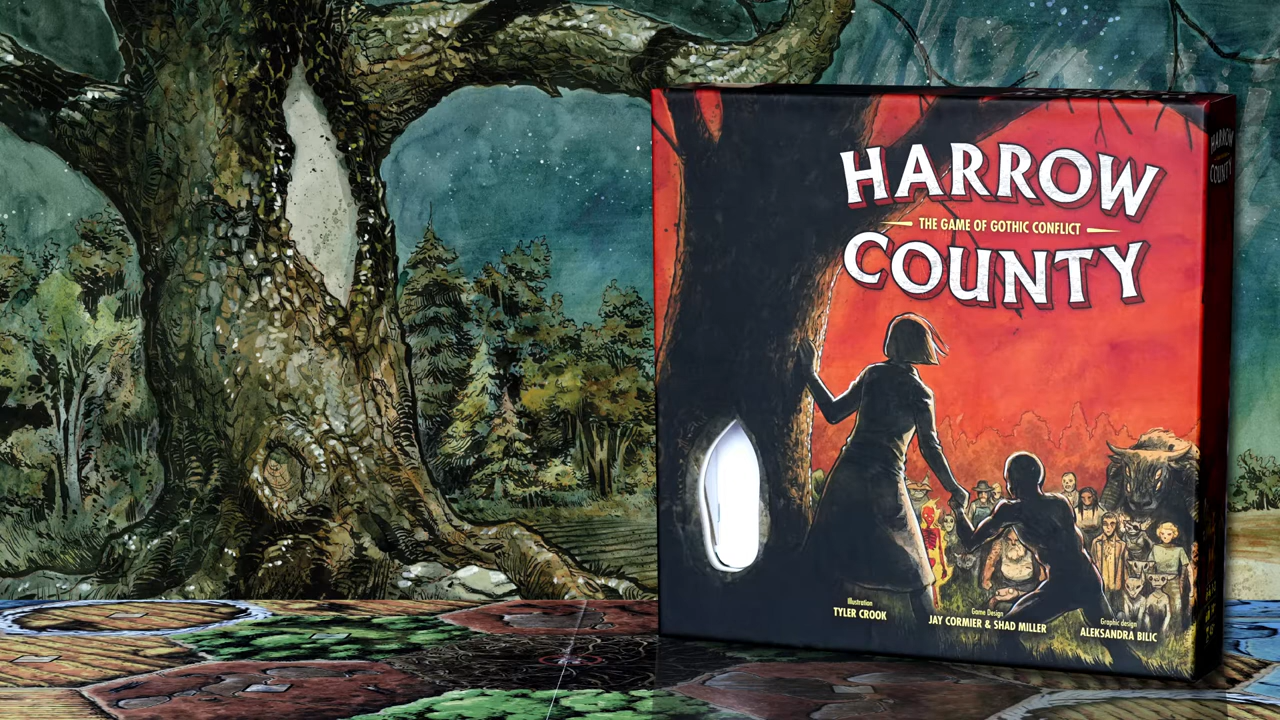 HARROW
THE GAME OF GOTHIC CONFLICT
COUNTY
Illustration
TYLER CROOK
Game Design
JAY CORMIER & SHAD MILLER
Graphic design
ALEKSANDRA BILIC
HARROW
COUNTY